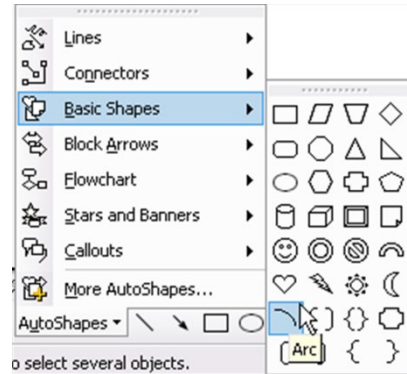 Lines
Connectors
Basic Shapes
Block Arrows
Flowchart
Stars and Banners
Callouts
More AutoShapes...
AutoShapes
Arc
o select several objects.